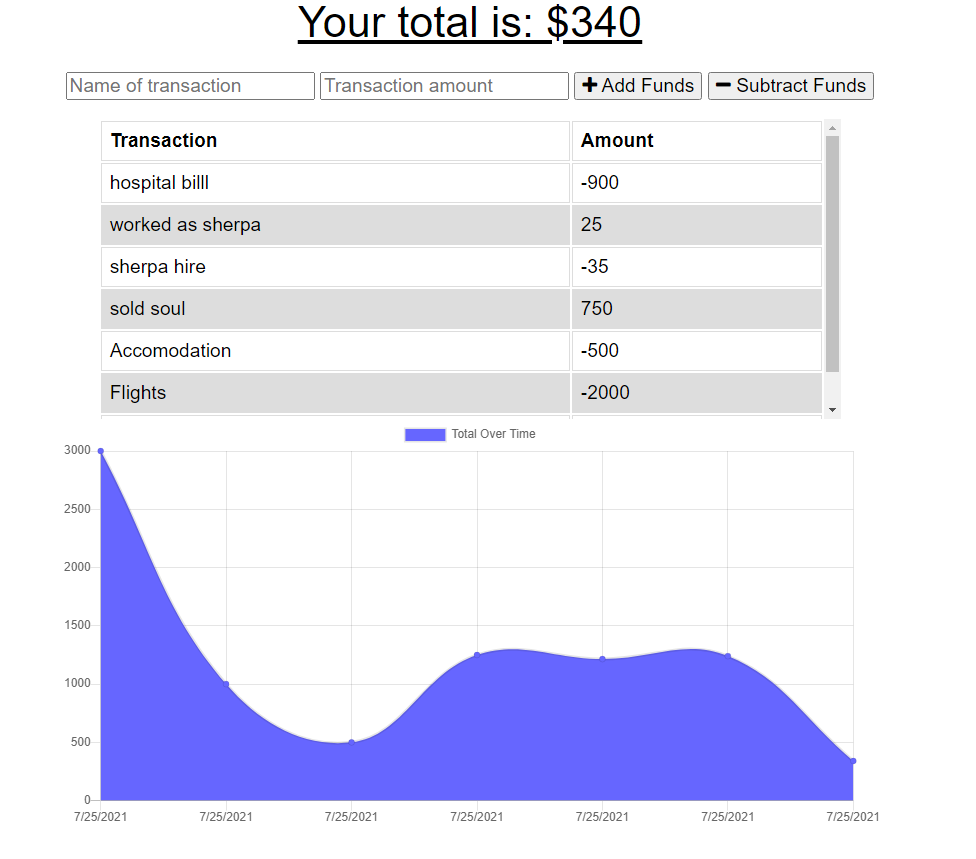 Your total is: $340
Name of transaction Transaction amount Add Funds Subtract Funds
Transaction Amount
hospital billl -900
worked as sherpa 25
sherpa hire -35
sold soul 750
Accomodation -500
Flights -2000
Total Over Time
3000
2500
2000
1500
1000
500
0
7/25/2021 7/25/2021 7/25/2021 7/25/2021 7/25/2021 7/25/2021 7/25/2021